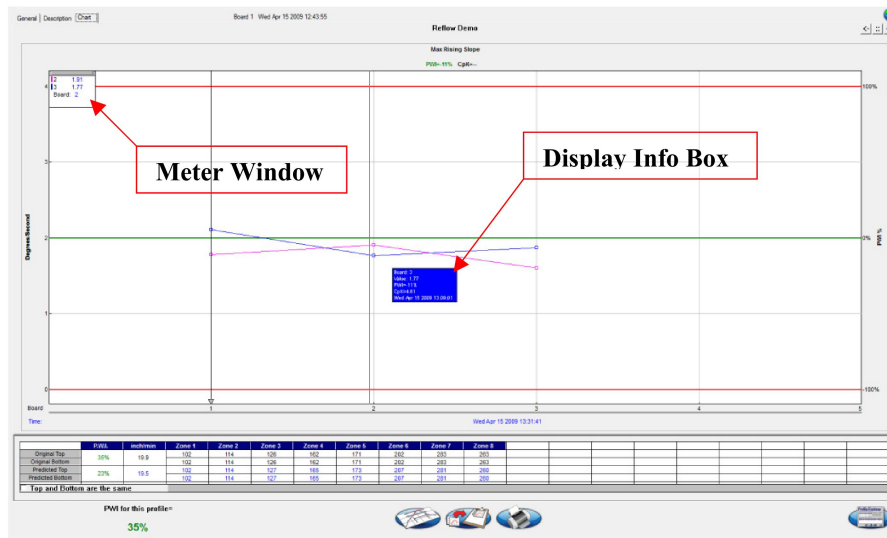 General | Description | Chart
Board 1 Wed Apr 15 2009 12:43:55
Reflow Demo
<-
::
Max Rising Slope
PWI=-11% CpK=--
2 1.91
3 1.77
Board: 2
Meter Window
Display Info Box
4
3
2
1
0
Degrees/Second
100%
0%
-100%
PWI %
Board: 2
Value: 1.77
PWI=-11%
Wed Apr 15 2009 13:09:01
Board
1
2
3
4
5
Time:
Wed Apr 15 2009 13:31:41
P.W.I. inch/min Zone 1 Zone 2 Zone 3 Zone 4 Zone 5 Zone 6 Zone 7 Zone 8
Original Top 35% 19.9 102 114 126 162 171 202 283 263
Original Bottom 102 114 126 162 171 202 283 263
Predicted Top 23% 19.5 102 114 127 165 173 207 281 260
Predicted Bottom 102 114 127 165 173 207 281 260
Top and Bottom are the same
PWI for this profile=
35%